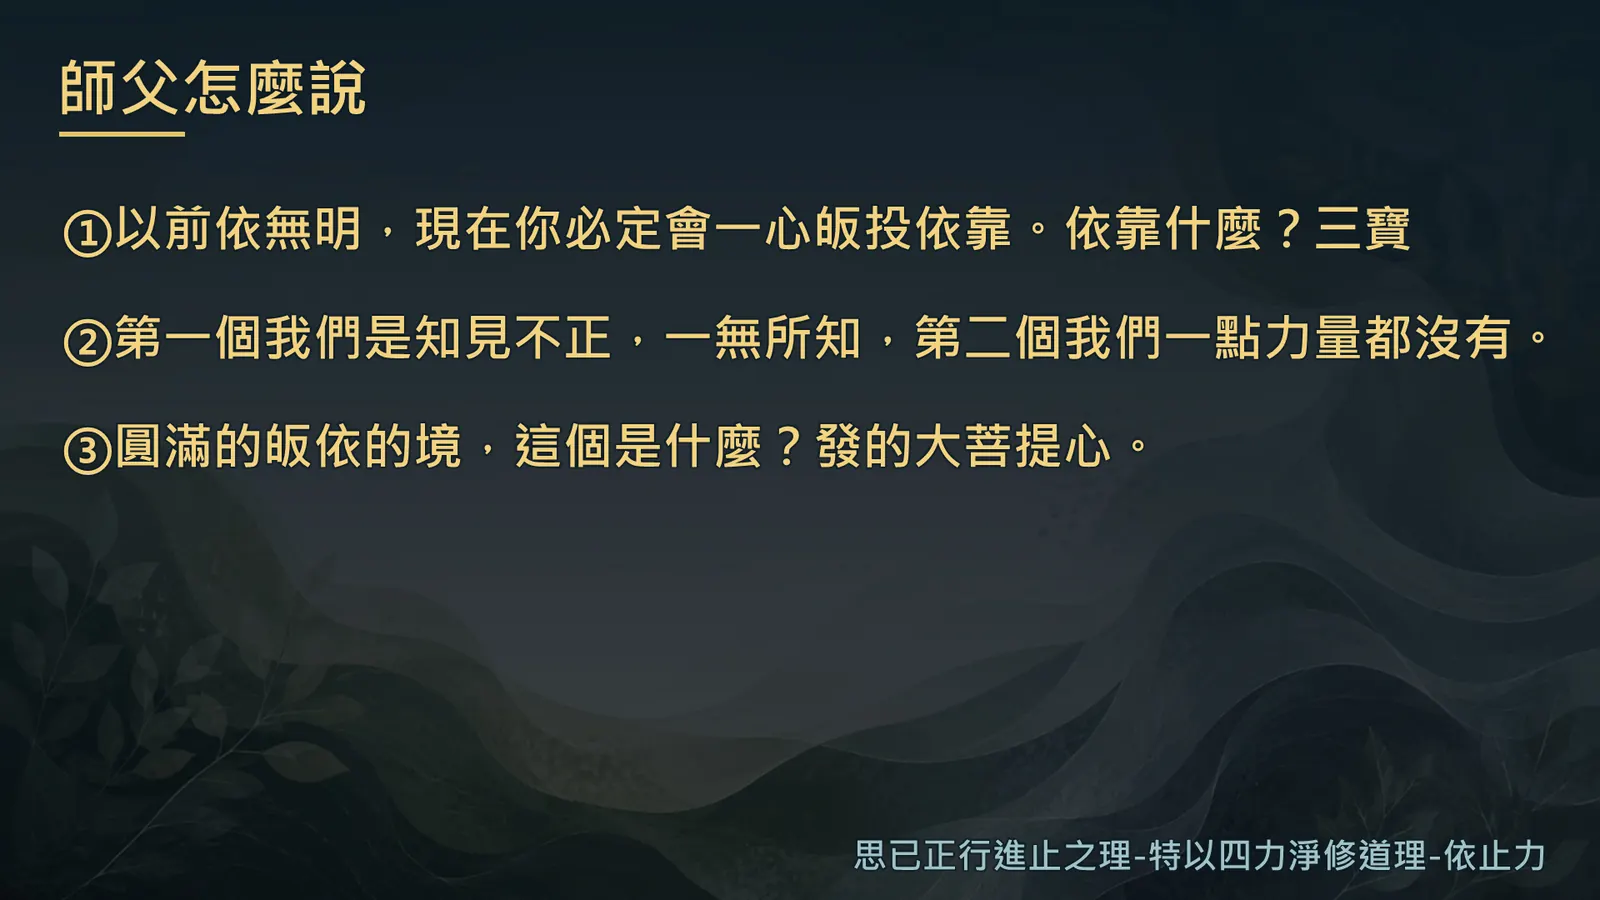 師父怎麼說
①以前依無明，現在你必定會一心皈投依靠。依靠什麼？三寶
②第一個我們是知見不正，一無所知，第二個我們一點力量都沒有。
③圓滿的皈依的境，這個是什麼？發的大菩提心。
思已正行進止之理-特以四力淨修道理-依止力